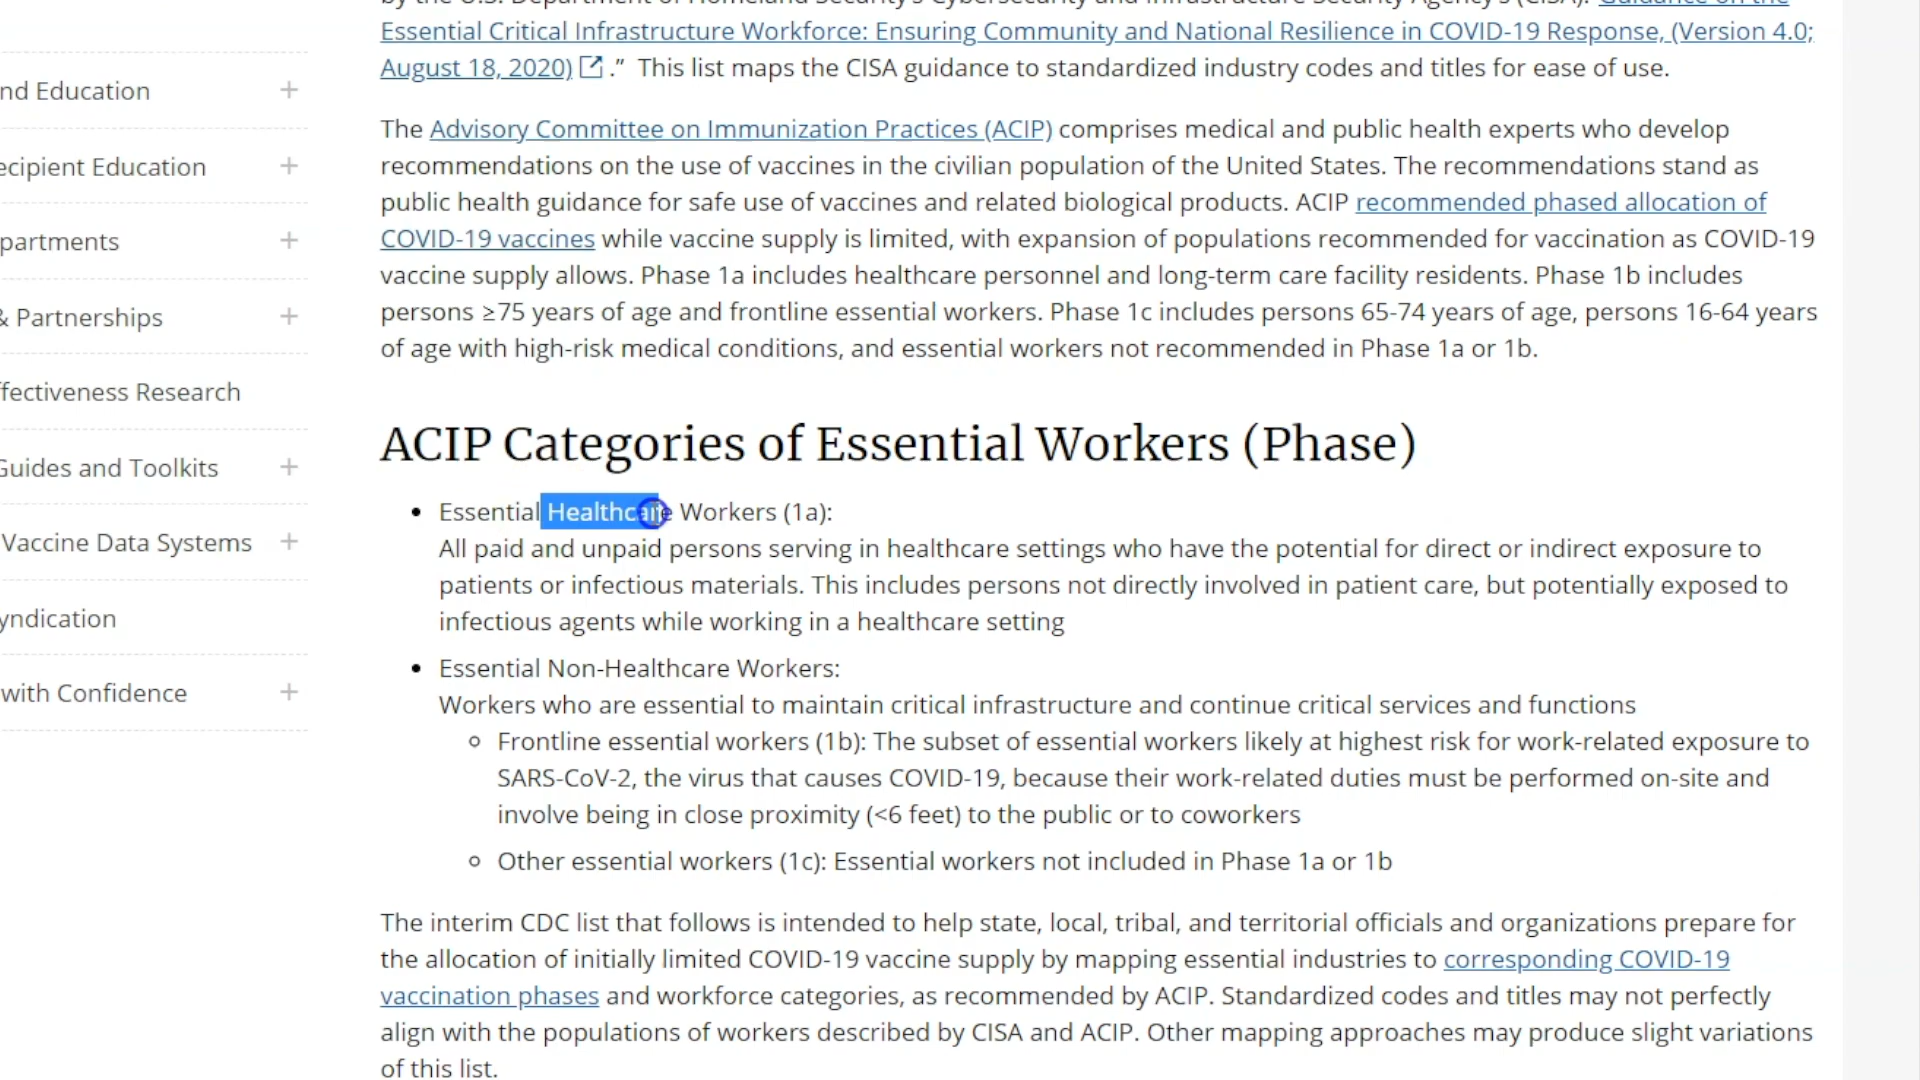 by the U.S. Department of Homeland Security's Cybersecurity and Infrastructure Security Agency's (CISA): "Guidance on the
Essential Critical Infrastructure Workforce: Ensuring Community and National Resilience in COVID-19 Response, (Version 4.0;
August 18, 2020) .” This list maps the CISA guidance to standardized industry codes and titles for ease of use.
nd Education +
ecipient Education +
partments +
& Partnerships +
ffectiveness Research
Guides and Toolkits +
Vaccine Data Systems +
yndication
with Confidence +
The Advisory Committee on Immunization Practices (ACIP) comprises medical and public health experts who develop
recommendations on the use of vaccines in the civilian population of the United States. The recommendations stand as
public health guidance for safe use of vaccines and related biological products. ACIP recommended phased allocation of
COVID-19 vaccines while vaccine supply is limited, with expansion of populations recommended for vaccination as COVID-19
vaccine supply allows. Phase 1a includes healthcare personnel and long-term care facility residents. Phase 1b includes
persons ≥75 years of age and frontline essential workers. Phase 1c includes persons 65-74 years of age, persons 16-64 years
of age with high-risk medical conditions, and essential workers not recommended in Phase 1a or 1b.
ACIP Categories of Essential Workers (Phase)
• Essential Healthcare Workers (1a):
All paid and unpaid persons serving in healthcare settings who have the potential for direct or indirect exposure to
patients or infectious materials. This includes persons not directly involved in patient care, but potentially exposed to
infectious agents while working in a healthcare setting
• Essential Non-Healthcare Workers:
Workers who are essential to maintain critical infrastructure and continue critical services and functions
○ Frontline essential workers (1b): The subset of essential workers likely at highest risk for work-related exposure to
SARS-CoV-2, the virus that causes COVID-19, because their work-related duties must be performed on-site and
involve being in close proximity (<6 feet) to the public or to coworkers
○ Other essential workers (1c): Essential workers not included in Phase 1a or 1b
The interim CDC list that follows is intended to help state, local, tribal, and territorial officials and organizations prepare for
the allocation of initially limited COVID-19 vaccine supply by mapping essential industries to corresponding COVID-19
vaccination phases and workforce categories, as recommended by ACIP. Standardized codes and titles may not perfectly
align with the populations of workers described by CISA and ACIP. Other mapping approaches may produce slight variations
of this list.